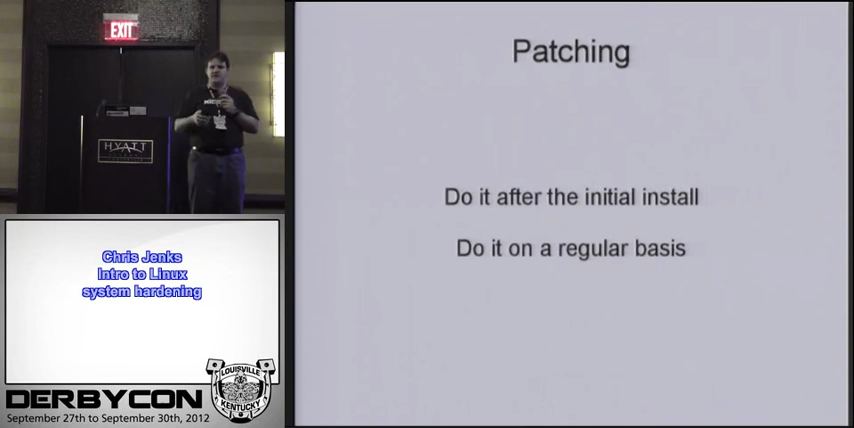 EXIT
HYATT
Patching
Do it after the initial install
Do it on a regular basis
Chris Jenks
Intro to Linux
system hardening
LOUISVILLE
KENTUCKY
DERBYCON
September 27th to September 30th, 2012